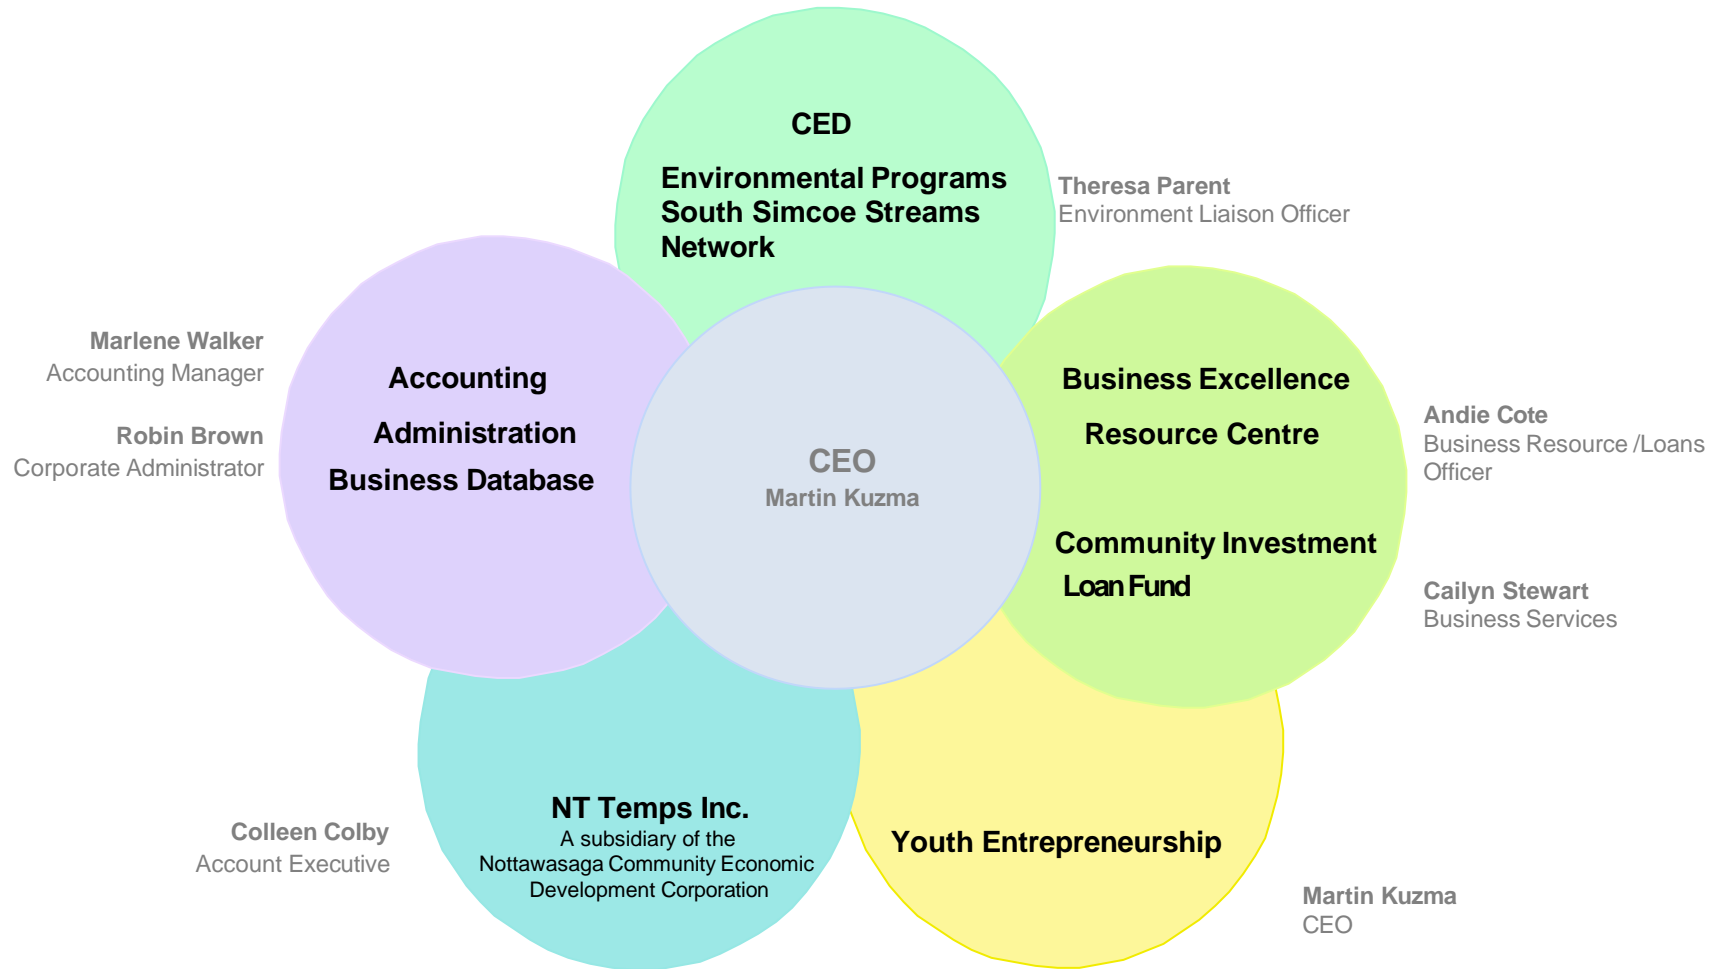 CED
Environmental Programs
South Simcoe Streams
Network
Theresa Parent
Environment Liaison Officer
Marlene Walker
Accounting Manager
Robin Brown
Corporate Administrator
Accounting
Administration
Business Database
CEO
Martin Kuzma
Business Excellence
Resource Centre
Community Investment
Loan Fund
Andie Cote
Business Resource /Loans
Officer
Cailyn Stewart
Business Services
Colleen Colby
Account Executive
NT Temps Inc.
A subsidiary of the
Nottawasaga Community Economic
Development Corporation
Youth Entrepreneurship
Martin Kuzma
CEO